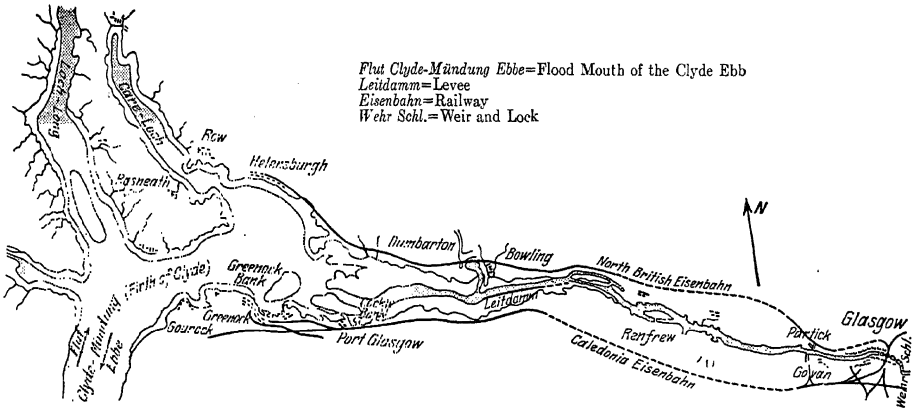 Flut Clyde-Mündung Ebbe=Flood Mouth of the Clyde Ebb
Leitdamm=Levee
Eisenbahn=Railway
Wehr Schl.=Weir and Lock
Loch-Long
Gare-Loch
Row
Rosneath
Helensburgh
N
Dumbarton
Bowling
North British Eisenbahn
(Firth of Clyde)
Greenock
Bank
Leitdamm
Greenock
Gourock
Port Glasgow
Renfrew
Partick
Glasgow
Caledonia Eisenbahn
Govan
Wehr Schl.
Flut
Clyde-Mündung
Ebbe